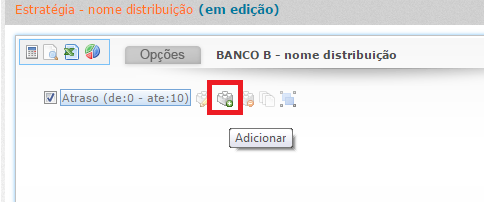 Estratégia - nome distribuição (em edição)
Opções BANCO B - nome distribuição
Atraso (de:0 - ate:10)
Adicionar